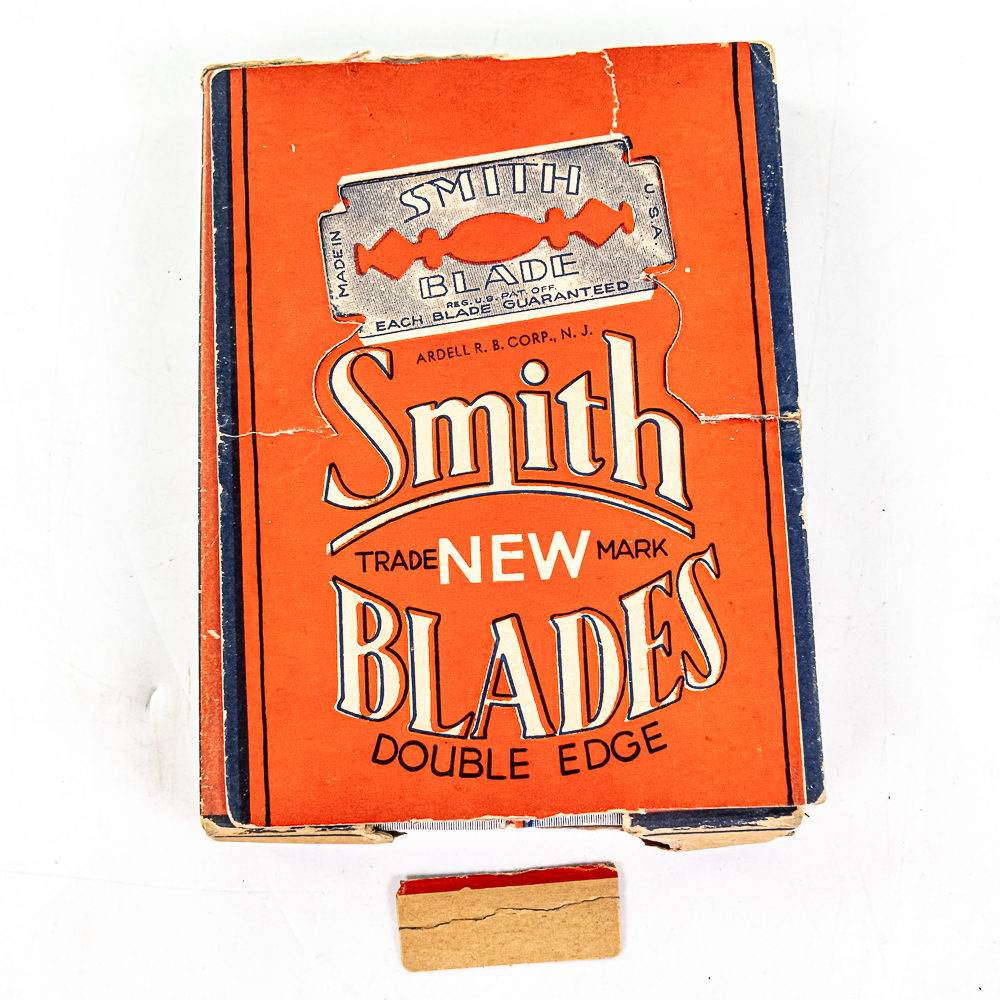 SMITH
MADE IN
U.S.A.
BLADE
REG. U.S. PAT. OFF.
EACH BLADE GUARANTEED
ARDELL R. B. CORP., N. J.
Smith
TRADE NEW MARK
BLADES
DOUBLE EDGE